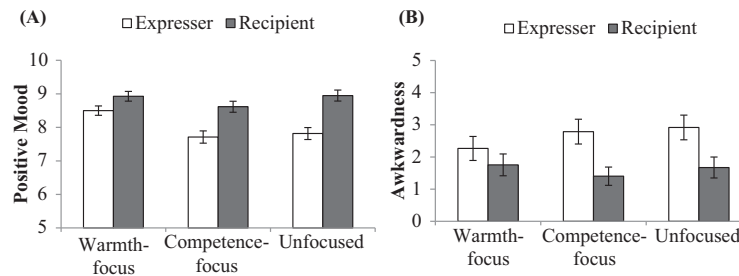 (A)
Expresser Recipient
Positive Mood
10
9
8
7
6
5
Warmth-
focus
Competence-
focus
Unfocused
(B)
Expresser Recipient
Awkwardness
5
4
3
2
1
0
Warmth-
focus
Competence-
focus
Unfocused